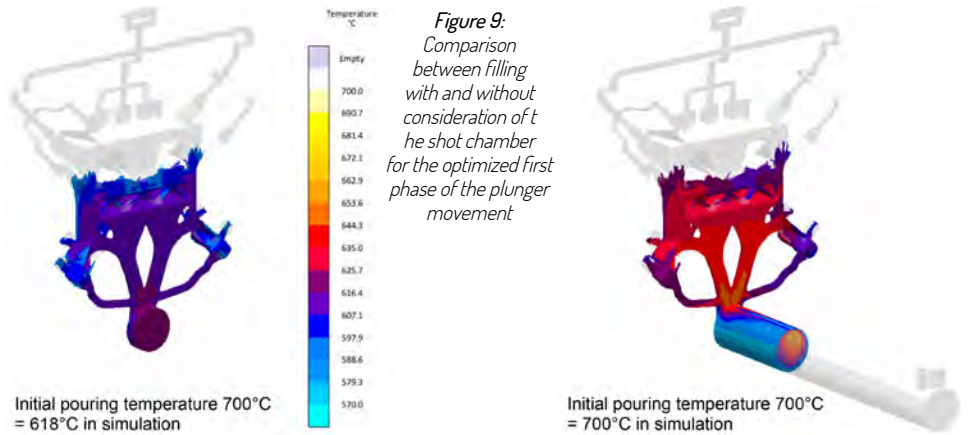 Temperature
°C
Empty
700.0
690.7
681.4
672.1
662.9
653.6
644.3
635.0
625.7
616.4
607.1
597.9
588.6
579.3
570.0
Figure 9:
Comparison
between filling
with and without
consideration of t
he shot chamber
for the optimized first
phase of the plunger
movement
Initial pouring temperature 700°C
= 618°C in simulation
Initial pouring temperature 700°C
= 700°C in simulation